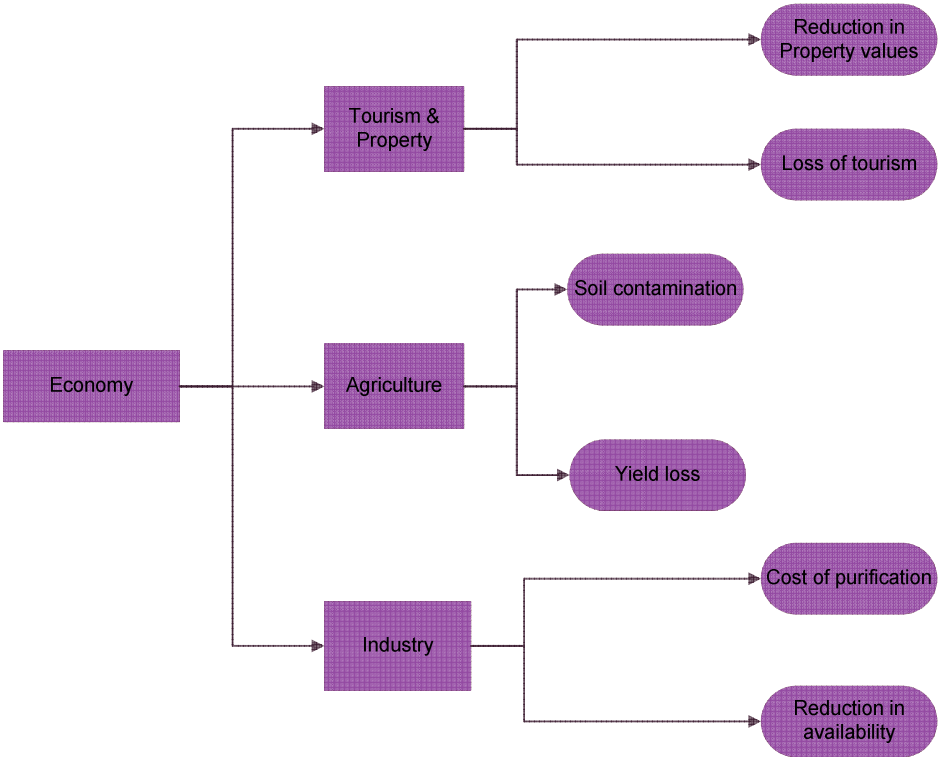 Reduction in
Property values
Tourism &
Property
Loss of tourism
Soil contamination
Economy
Agriculture
Yield loss
Cost of purification
Industry
Reduction in
availability